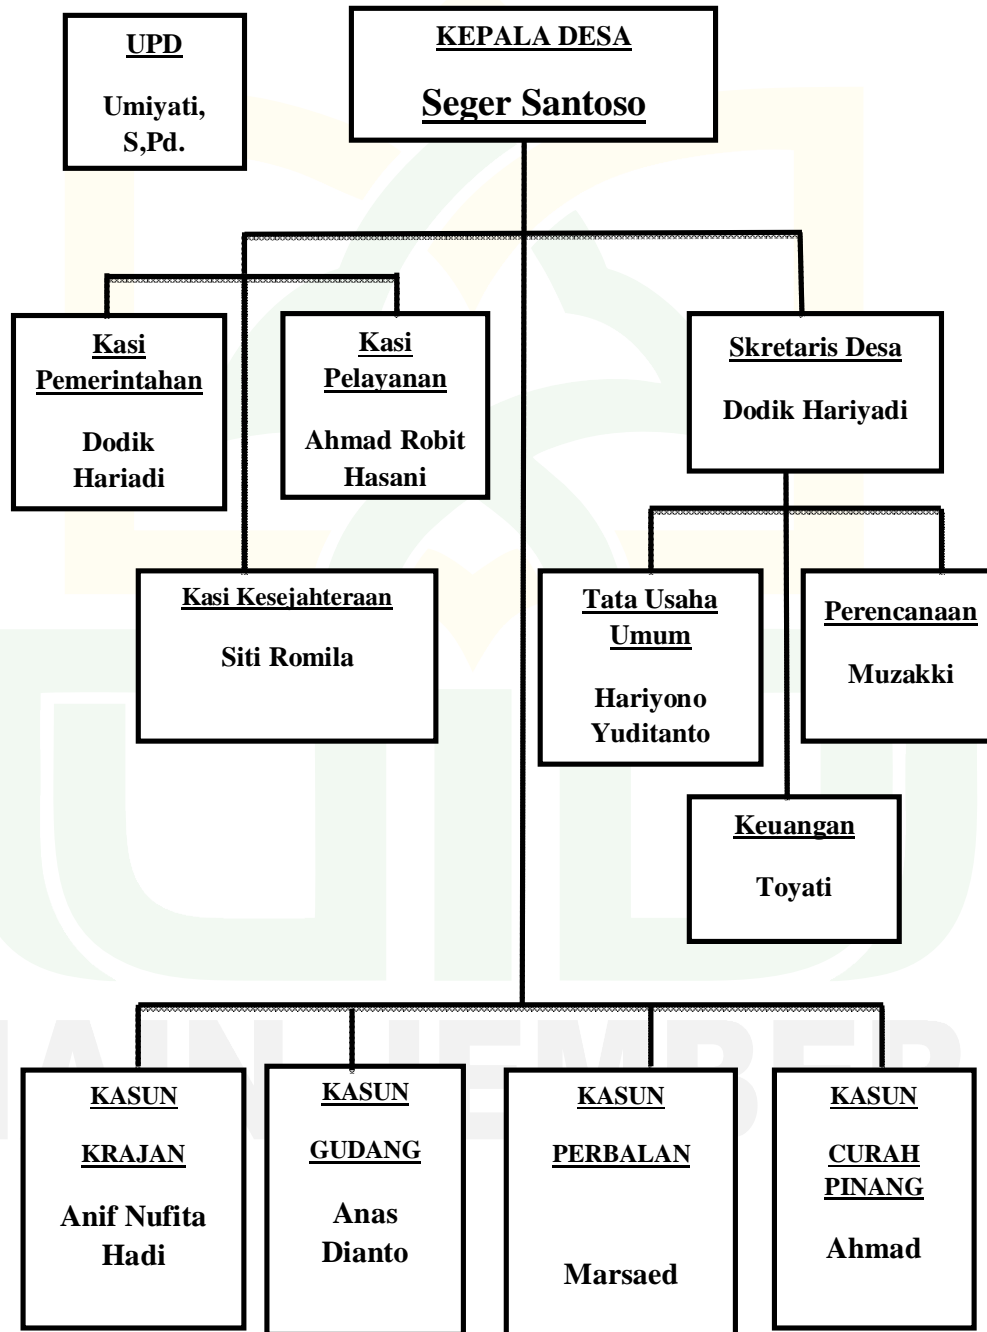 UPD
Umiyati,
S,Pd.
KEPALA DESA
Seger Santoso
Kasi
Pemerintahan
Dodik
Hariadi
Kasi
Pelayanan
Ahmad Robit
Hasani
Skretaris Desa
Dodik Hariyadi
Kasi Kesejahteraan
Siti Romila
Tata Usaha
Umum
Hariyono
Yuditanto
Perencanaan
Muzakki
Keuangan
Toyati
KASUN
KRAJAN
Anif Nufita
Hadi
KASUN
GUDANG
Anas
Dianto
KASUN
PERBALAN
Marsaed
KASUN
CURAH
PINANG
Ahmad
IAIN JEMBER